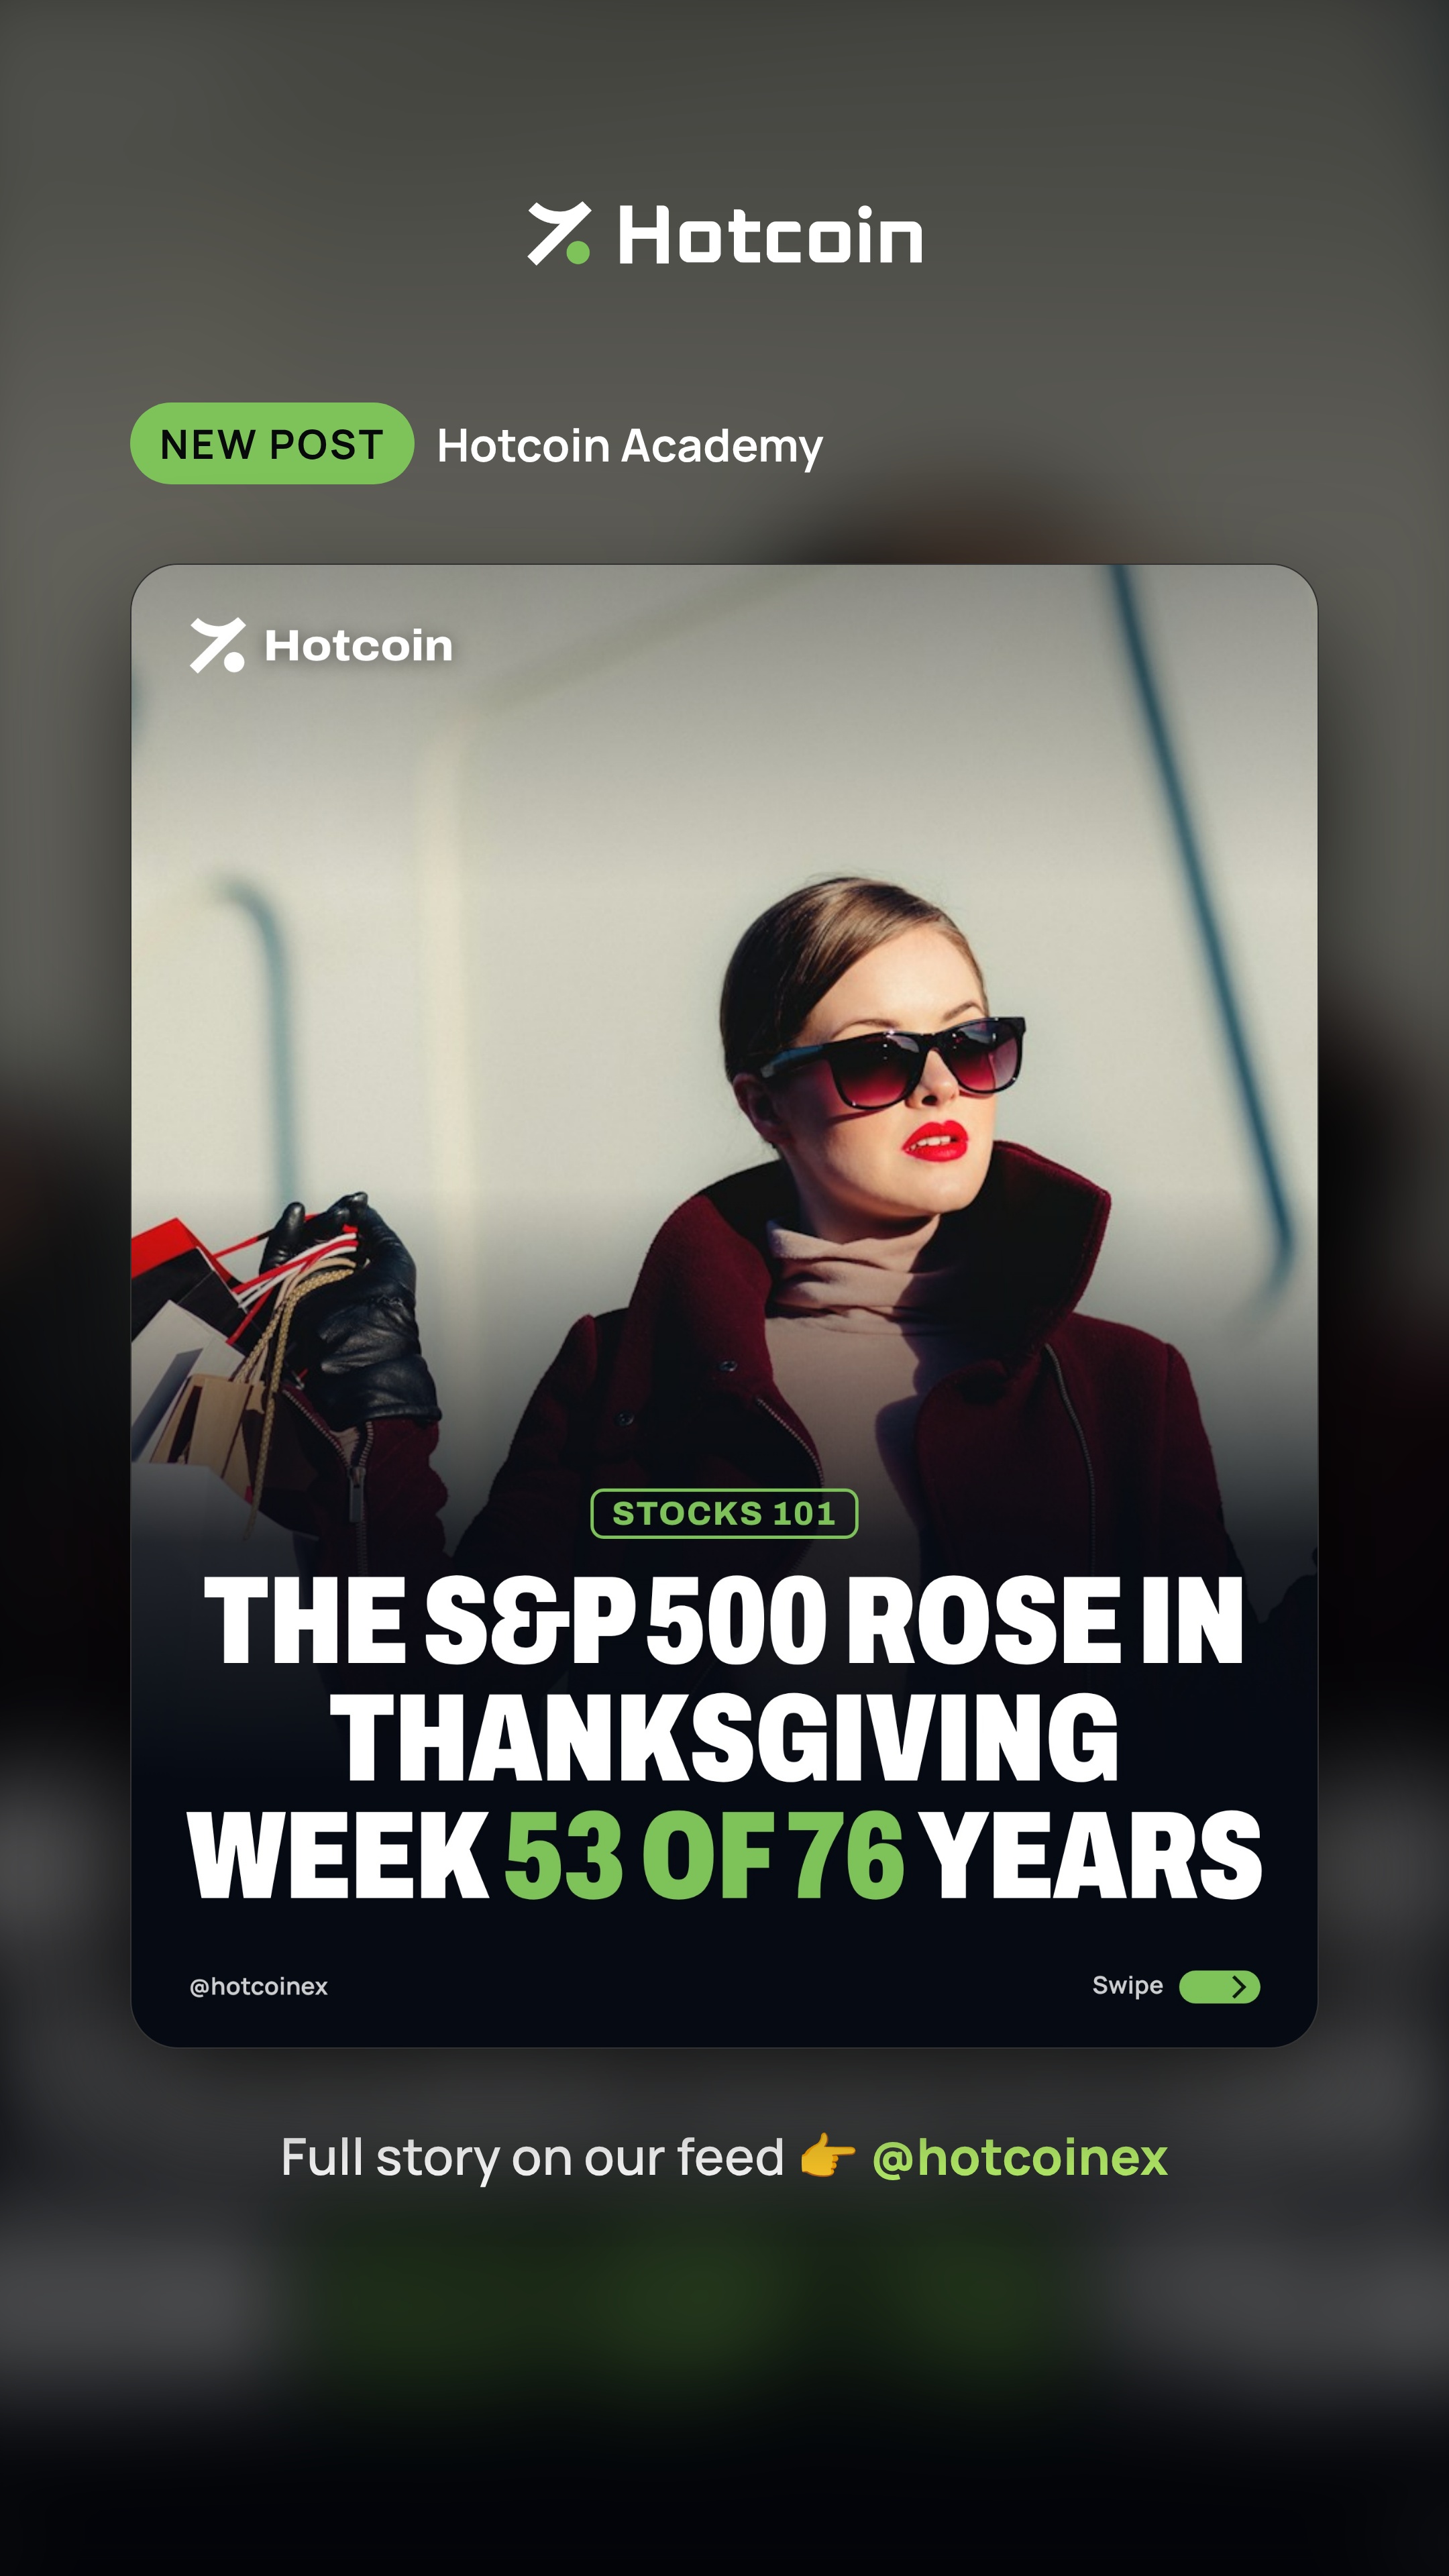 Hotcoin
NEW POST Hotcoin Academy
Hotcoin
STOCKS 101
THE S&P 500 ROSE IN
THANKSGIVING
WEEK 53 OF 76 YEARS
@hotcoinex
Swipe
Full story on our feed 👉 @hotcoinex